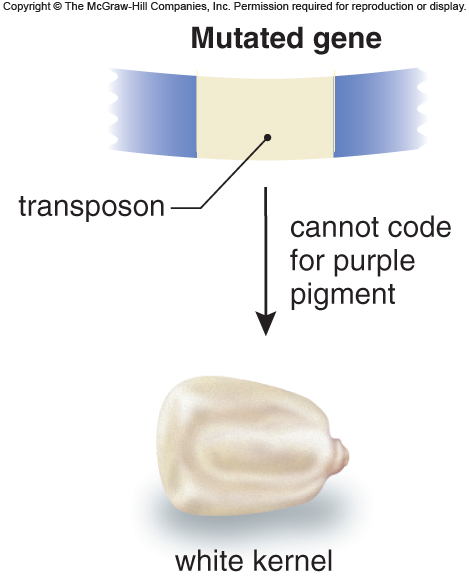 Copyright © The McGraw-Hill Companies, Inc. Permission required for reproduction or display.
Mutated gene
transposon
cannot code
for purple
pigment
white kernel